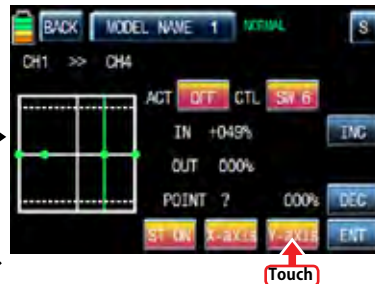 BACK MODEL NAME 1 NORMAL S
CH1 >> CH4
ACT OFF CTL SW 6
IN +049% INC
OUT 000%
POINT ? 000% DEC
ST ON X-axis Y-axis ENT
Touch